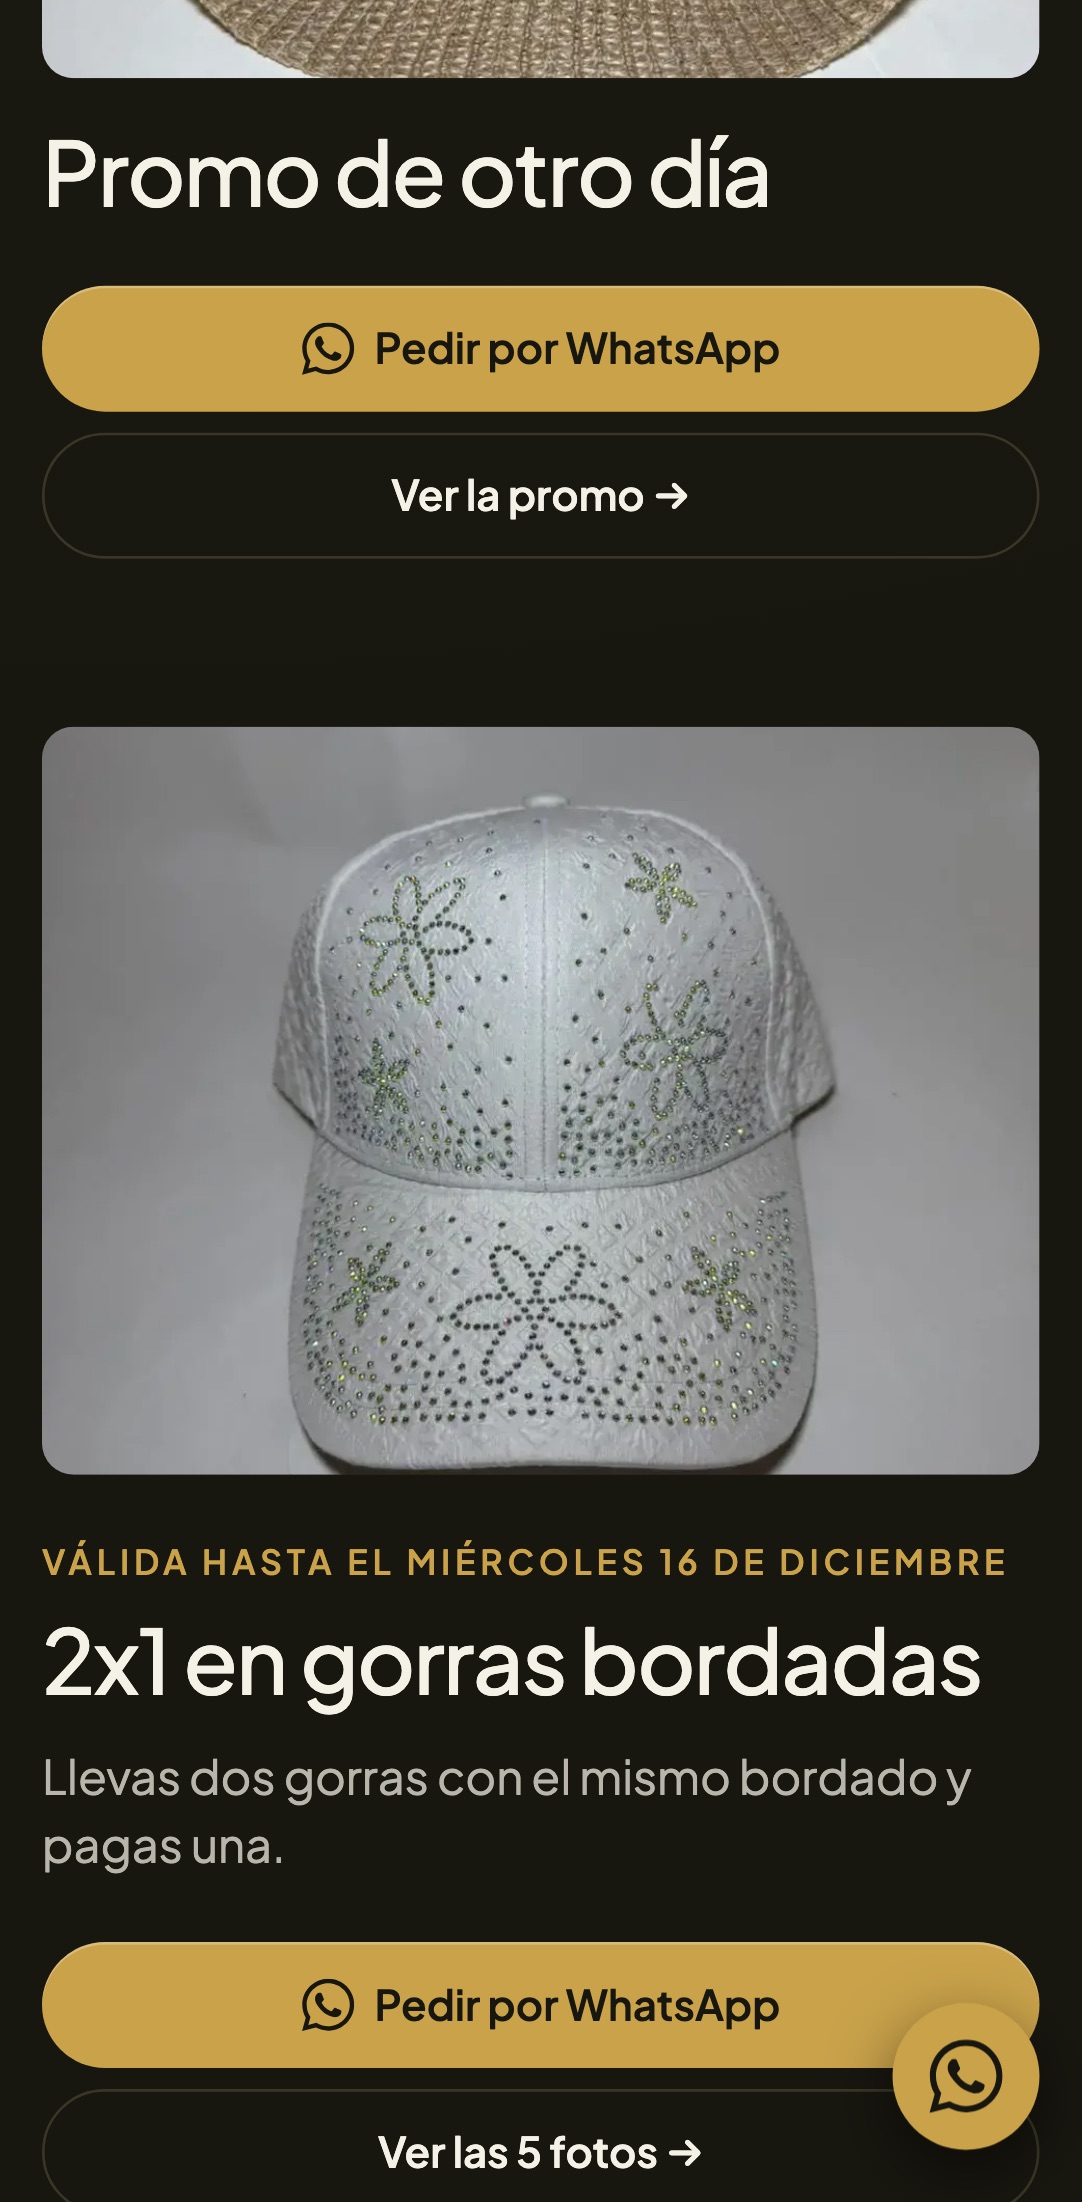 Promo de otro día
Pedir por WhatsApp
Ver la promo →
VÁLIDA HASTA EL MIÉRCOLES 16 DE DICIEMBRE
2x1 en gorras bordadas
Llevas dos gorras con el mismo bordado y
pagas una.
Pedir por WhatsApp
Ver las 5 fotos →